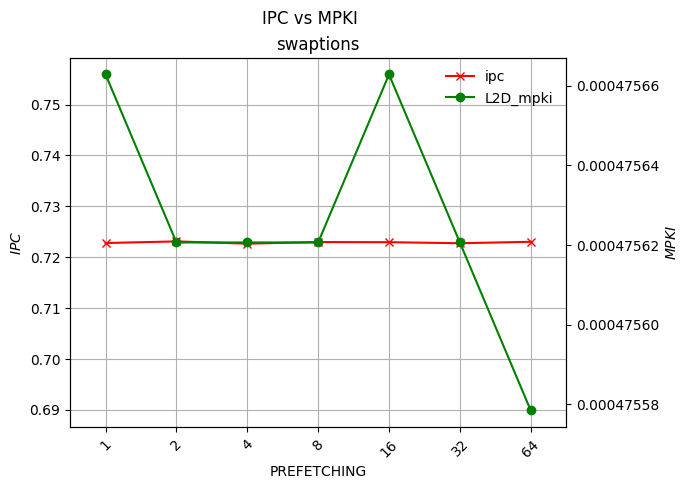 IPC vs MPKI
swaptions
ipc
L2D_mpki
IPC
0.75
0.74
0.73
0.72
0.71
0.70
0.69
0.00047566
0.00047564
0.00047562
0.00047560
0.00047558
MPKI
1
2
4
8
16
32
64
PREFETCHING